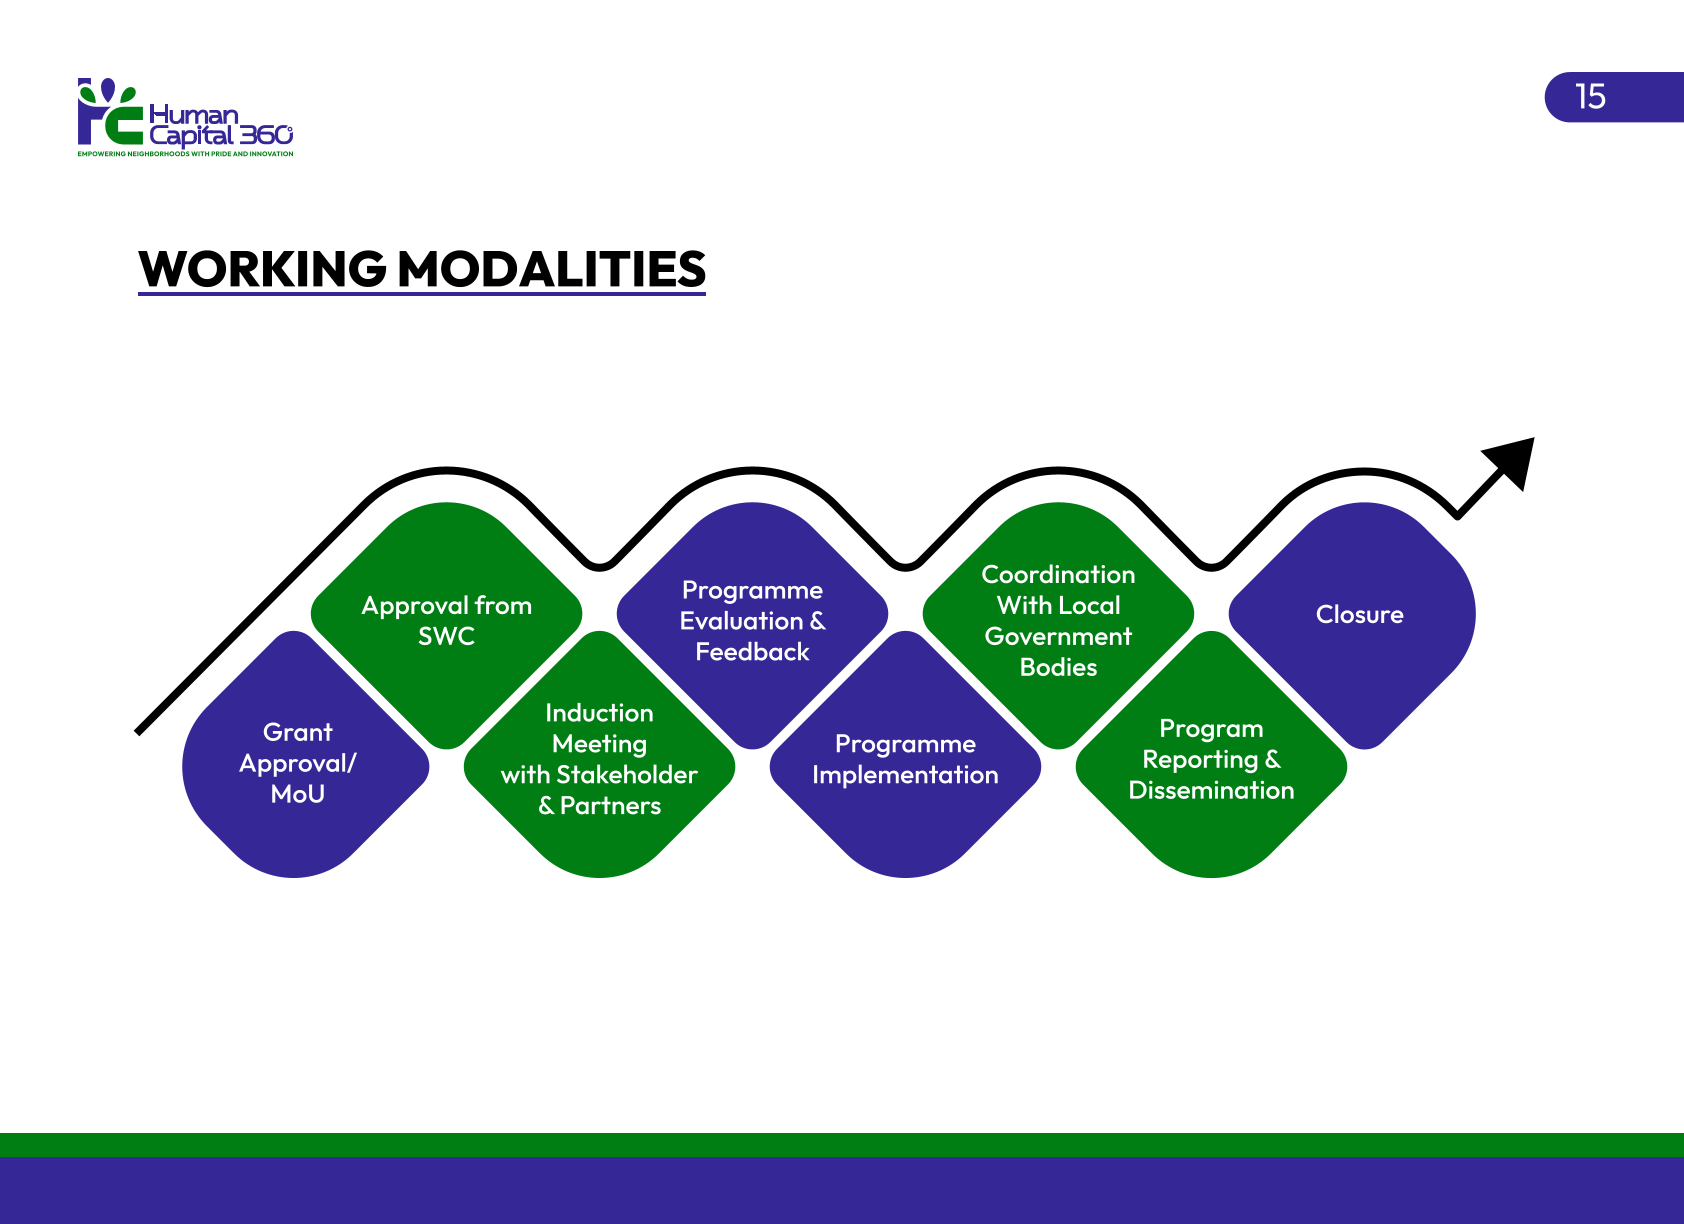 Human
Capital 360°
EMPOWERING NEIGHBORHOODS WITH PRIDE AND INNOVATION
15
WORKING MODALITIES
Grant
Approval/
MoU
Approval from
SWC
Induction
Meeting
with Stakeholder
& Partners
Programme
Evaluation &
Feedback
Programme
Implementation
Coordination
With Local
Government
Bodies
Program
Reporting &
Dissemination
Closure